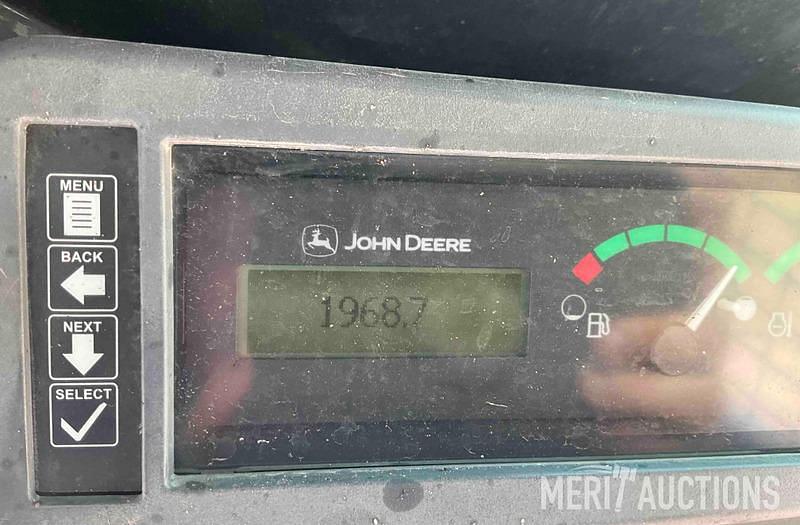 MENU
BACK
NEXT
SELECT
JOHN DEERE
1968.7
MERIT AUCTIONS